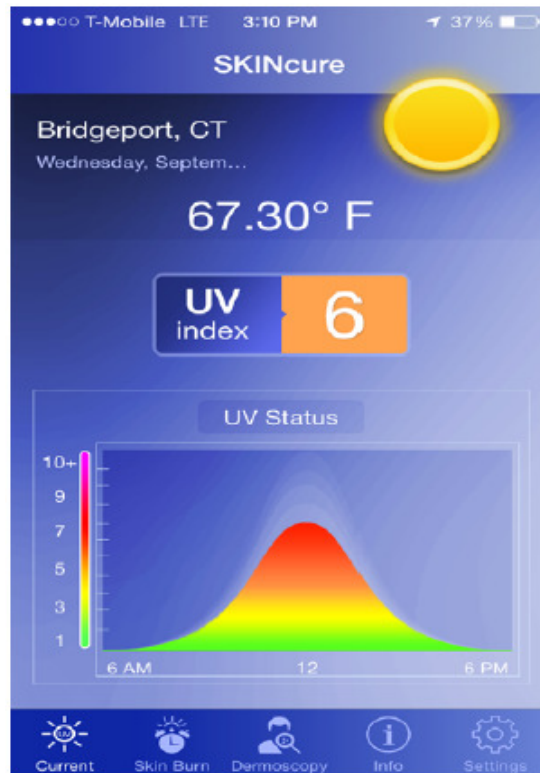 T-Mobile LTE 3:10 PM 37%
SKINcure
Bridgeport, CT
Wednesday, Septem...
67.30° F
UV
index
6
UV Status
10+
9
7
5
3
1
6 AM 12 6 PM
UV
Current Skin Burn Dermoscopy Info Settings